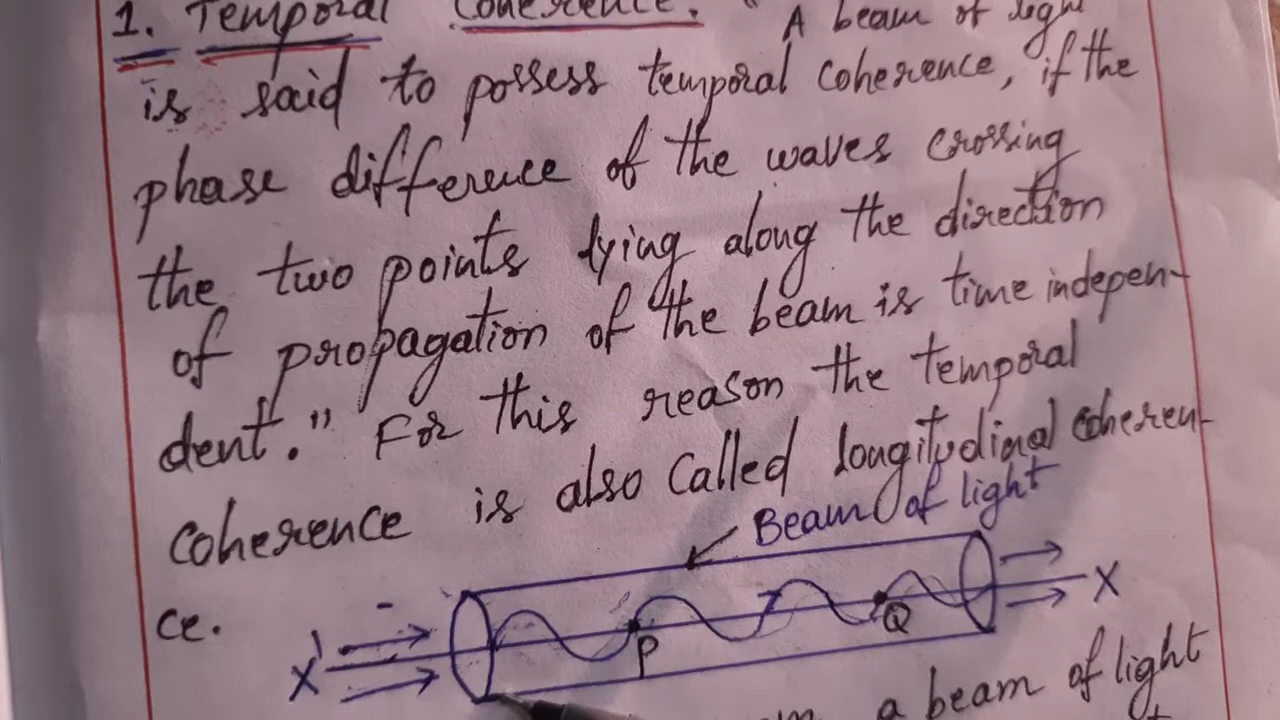 1. Temporal Coherence. " A beam of light
is said to possess temporal coherence, if the
phase difference of the waves crossing
the two points lying along the direction
of propagation of the beam is time indepen-
dent." For this reason the temporal
coherence is also called longitudinal coheren-
ce.
Beam of light
X' P Q X
a beam of light